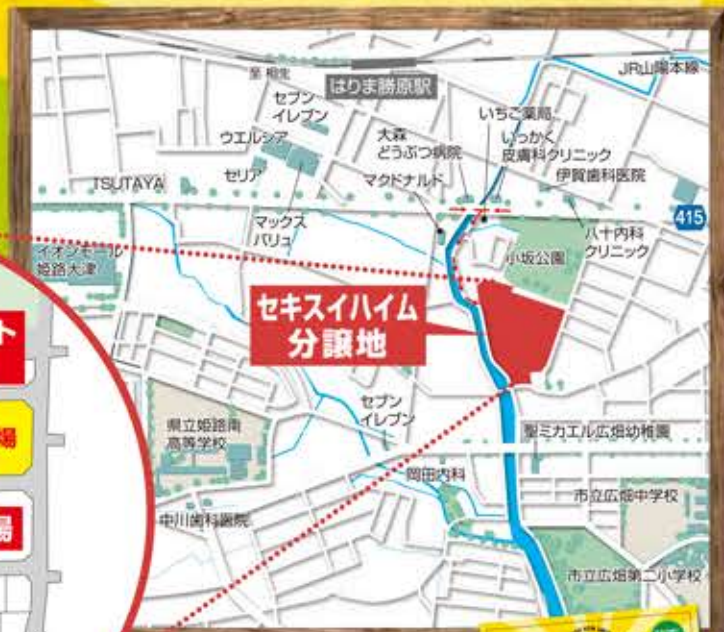 JR山陽本線
至 相生
はりま勝原駅
セブン
イレブン
いちご薬局
ウエルシア
大森
どうぶつ病院
いっかく
皮膚科クリニック
セリア
マクドナルド
伊賀歯科医院
TSUTAYA
マックス
バリュ
415
八十内科
クリニック
イオンモール
姫路大津
小坂公園
セキスイハイム
分譲地
ト
場
場
県立姫路南
高等学校
セブン
イレブン
聖ミカエル広畑幼稚園
岡田内科
中川歯科医院
市立広畑中学校
市立広畑第二小学校